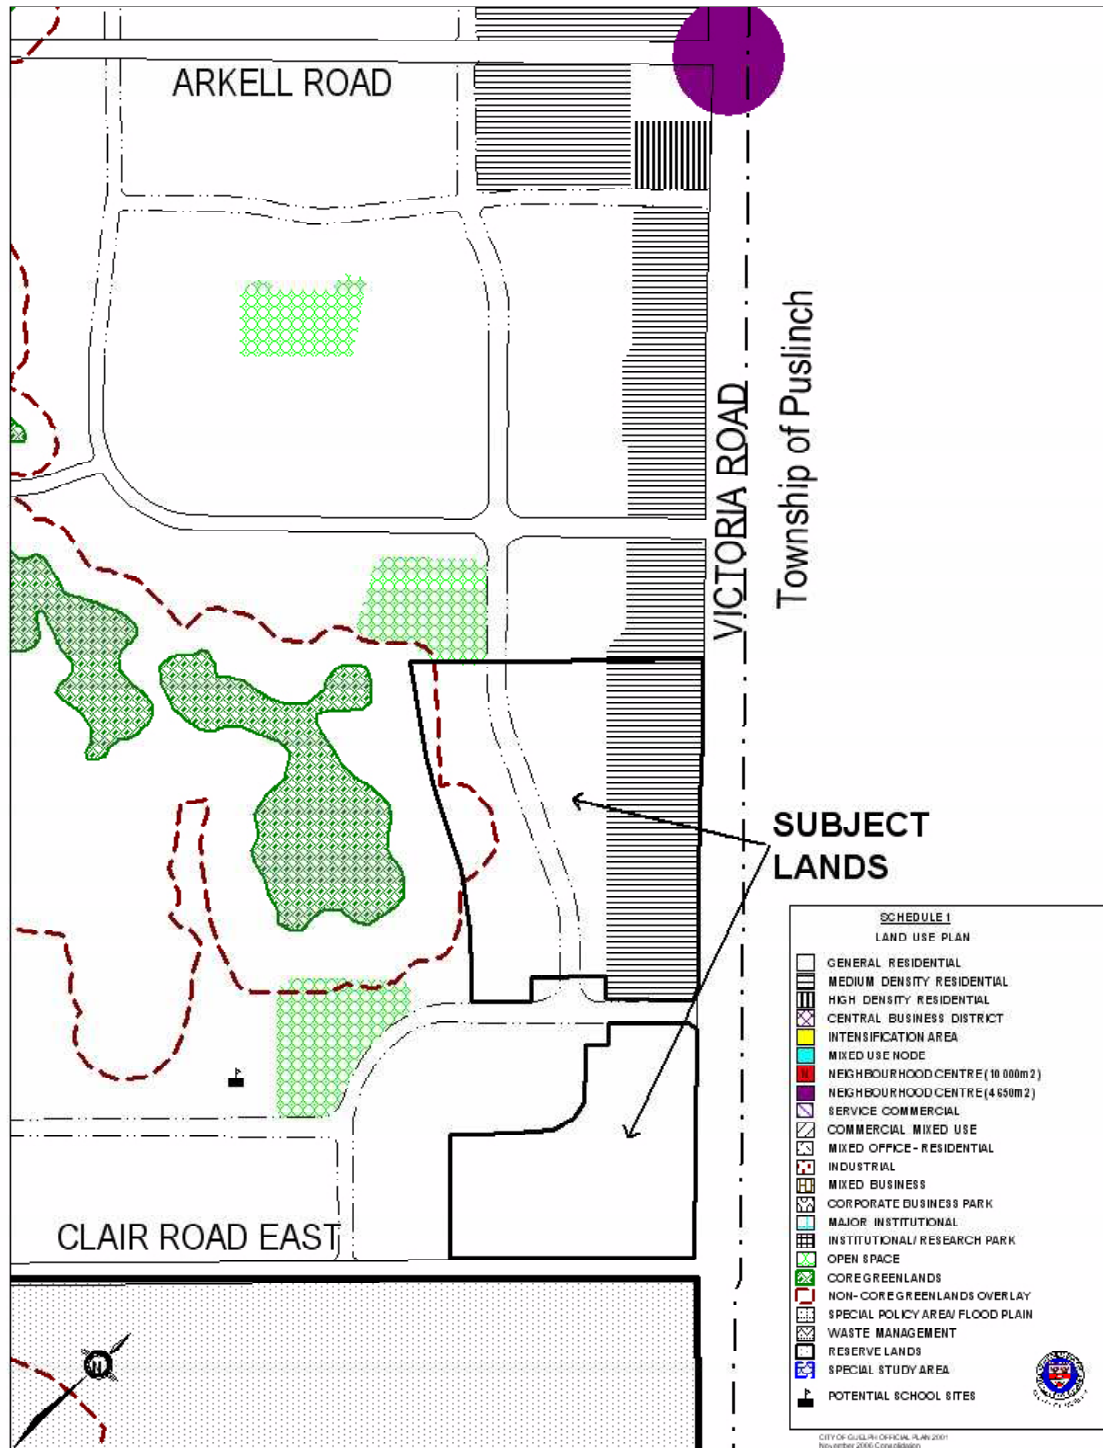 ARKELL ROAD
VICTORIA ROAD
Township of Puslinch
SUBJECT
LANDS
CLAIR ROAD EAST
N
SCHEDULE 1
LAND USE PLAN
GENERAL RESIDENTIAL
MEDIUM DENSITY RESIDENTIAL
HIGH DENSITY RESIDENTIAL
CENTRAL BUSINESS DISTRICT
INTENSIFICATION AREA
MIXED USE NODE
NEIGHBOURHOOD CENTRE (10 000m2)
NEIGHBOURHOOD CENTRE (4 650m2)
SERVICE COMMERCIAL
COMMERCIAL MIXED USE
MIXED OFFICE - RESIDENTIAL
INDUSTRIAL
MIXED BUSINESS
CORPORATE BUSINESS PARK
MAJOR INSTITUTIONAL
INSTITUTIONAL/ RESEARCH PARK
OPEN SPACE
CORE GREENLANDS
NON-CORE GREENLANDS OVERLAY
SPECIAL POLICY AREA/ FLOOD PLAIN
WASTE MANAGEMENT
RESERVE LANDS
SPECIAL STUDY AREA
POTENTIAL SCHOOL SITES
CITY OF GUELPH OFFICIAL PLAN 2001
November 2006 Consolidation